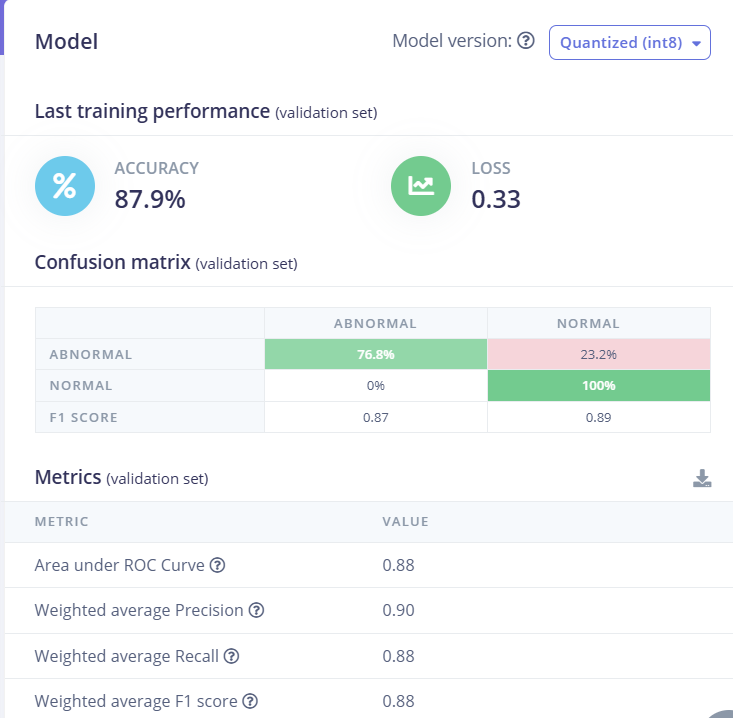 Model
Model version: Quantized (int8)
Last training performance (validation set)
% ACCURACY
87.9%
LOSS
0.33
Confusion matrix (validation set)
ABNORMAL NORMAL
ABNORMAL 76.8% 23.2%
NORMAL 0% 100%
F1 SCORE 0.87 0.89
Metrics (validation set)
METRIC VALUE
Area under ROC Curve ? 0.88
Weighted average Precision ? 0.90
Weighted average Recall ? 0.88
Weighted average F1 score ? 0.88